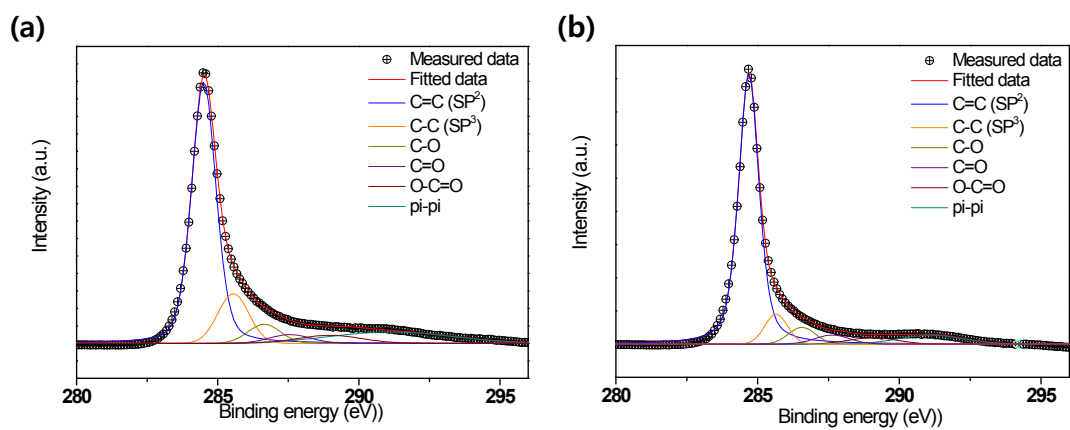 (a)
Measured data
Fitted data
C=C (SP²)
C-C (SP³)
C-O
C=O
O-C=O
pi-pi
Intensity (a.u.)
280 285 290 295
Binding energy (eV))
(b)
Measured data
Fitted data
C=C (SP²)
C-C (SP³)
C-O
C=O
O-C=O
pi-pi
Intensity (a.u.)
280 285 290 295
Binding energy (eV))